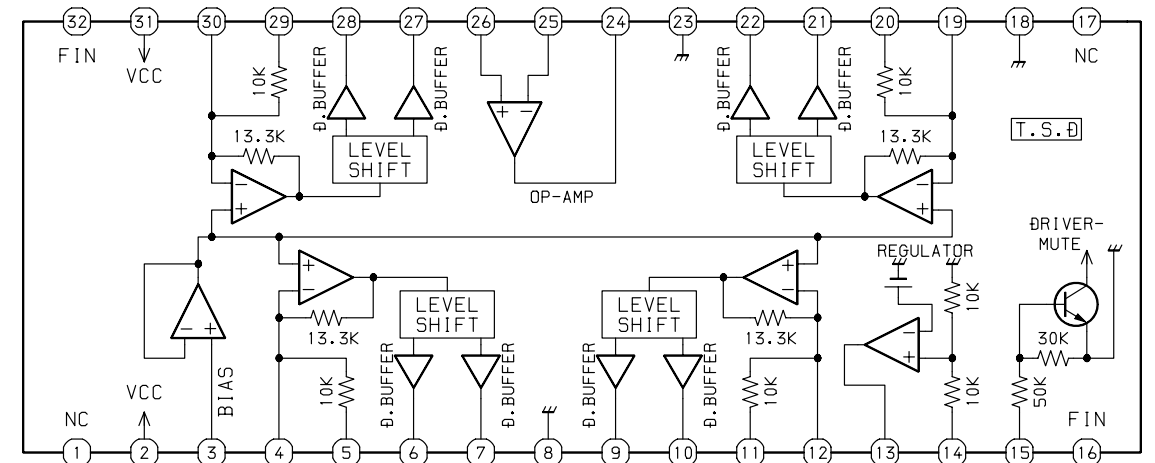 32 31 30 29 28 27 26 25 24 23 22 21 20 19 18 17
FIN
VCC
10K
D.BUFFER
D.BUFFER
D.BUFFER
D.BUFFER
10K
NC
13.3K
LEVEL
SHIFT
+ −
LEVEL
SHIFT
13.3K
T.S.D
−
+
OP-AMP
−
+
DRIVER-
MUTE
REGULATOR
+
−
+
−
LEVEL
SHIFT
LEVEL
SHIFT
10K
− +
13.3K
13.3K
−
+
30K
VCC
BIAS
10K
D.BUFFER
D.BUFFER
D.BUFFER
D.BUFFER
10K
10K
50K
NC
FIN
1 2 3 4 5 6 7 8 9 10 11 12 13 14 15 16